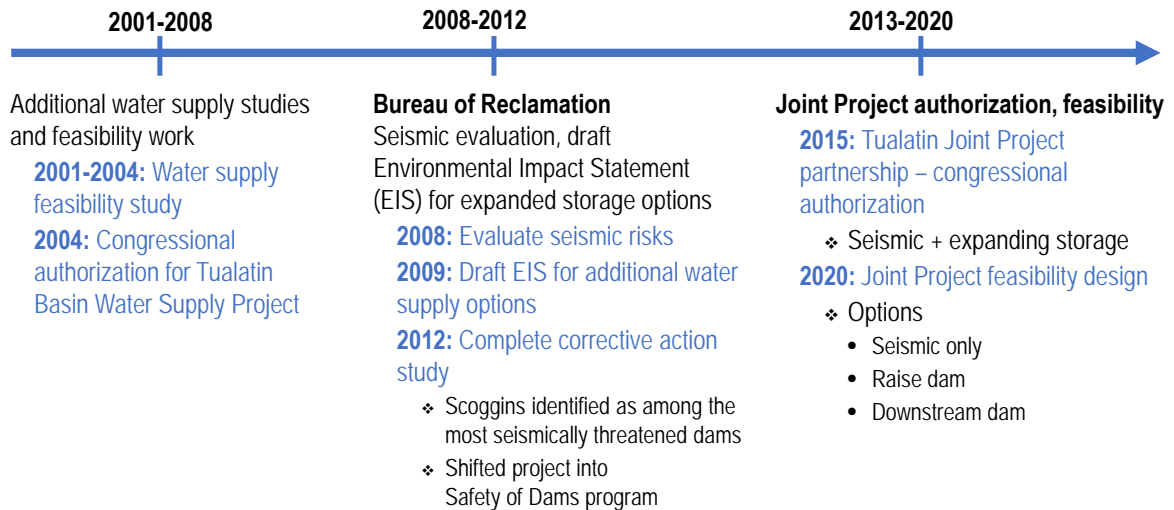 2001-2008
Additional water supply studies
and feasibility work
2001-2004: Water supply
feasibility study
2004: Congressional
authorization for Tualatin
Basin Water Supply Project
2008-2012
Bureau of Reclamation
Seismic evaluation, draft
Environmental Impact Statement
(EIS) for expanded storage options
2008: Evaluate seismic risks
2009: Draft EIS for additional water
supply options
2012: Complete corrective action
study
❖ Scoggins identified as among the
most seismically threatened dams
❖ Shifted project into
Safety of Dams program
2013-2020
Joint Project authorization, feasibility
2015: Tualatin Joint Project
partnership – congressional
authorization
❖ Seismic + expanding storage
2020: Joint Project feasibility design
❖ Options
• Seismic only
• Raise dam
• Downstream dam